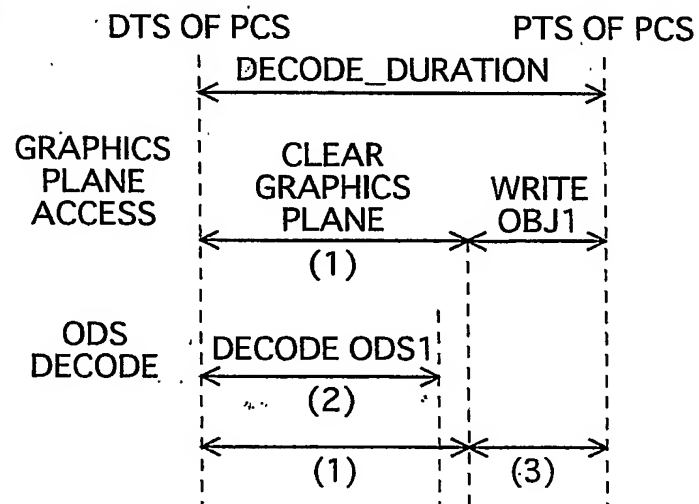 DTS OF PCS
PTS OF PCS
DECODE_DURATION
GRAPHICS
PLANE
ACCESS
CLEAR
GRAPHICS
PLANE
WRITE
OBJ1
(1)
ODS
DECODE
DECODE ODS1
(2)
(1)
(3)